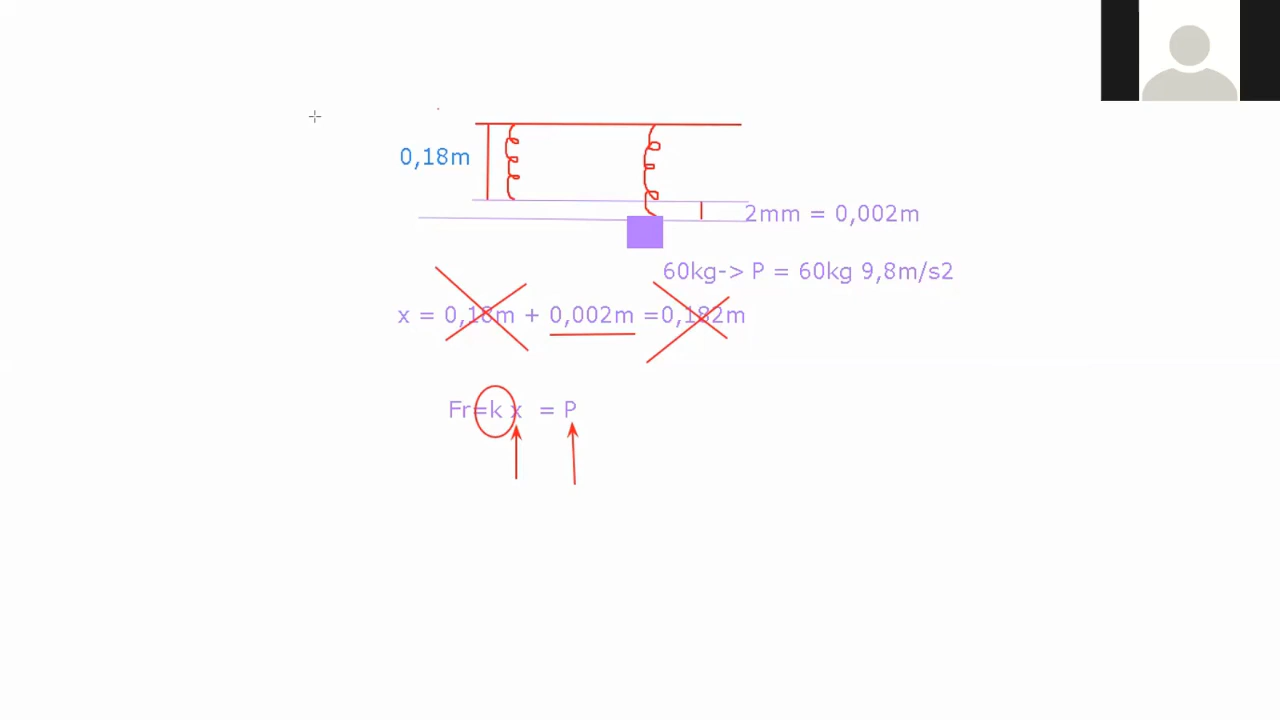 0,18m
2mm = 0,002m
60kg-> P = 60kg 9,8m/s2
x = 0,18m + 0,002m =0,182m
Fr=k x = P